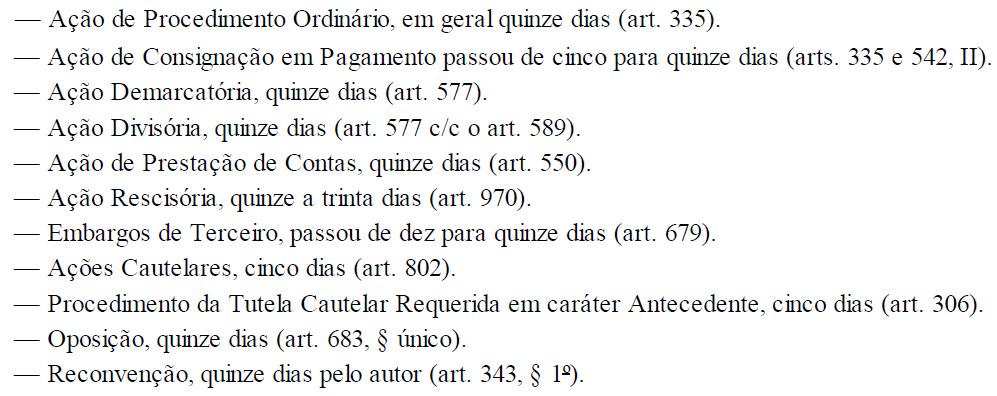 — Ação de Procedimento Ordinário, em geral quinze dias (art. 335).
— Ação de Consignação em Pagamento passou de cinco para quinze dias (arts. 335 e 542, II).
— Ação Demarcatória, quinze dias (art. 577).
— Ação Divisória, quinze dias (art. 577 c/c o art. 589).
— Ação de Prestação de Contas, quinze dias (art. 550).
— Ação Rescisória, quinze a trinta dias (art. 970).
— Embargos de Terceiro, passou de dez para quinze dias (art. 679).
— Ações Cautelares, cinco dias (art. 802).
— Procedimento da Tutela Cautelar Requerida em caráter Antecedente, cinco dias (art. 306).
— Oposição, quinze dias (art. 683, § único).
— Reconvenção, quinze dias pelo autor (art. 343, § 1º).